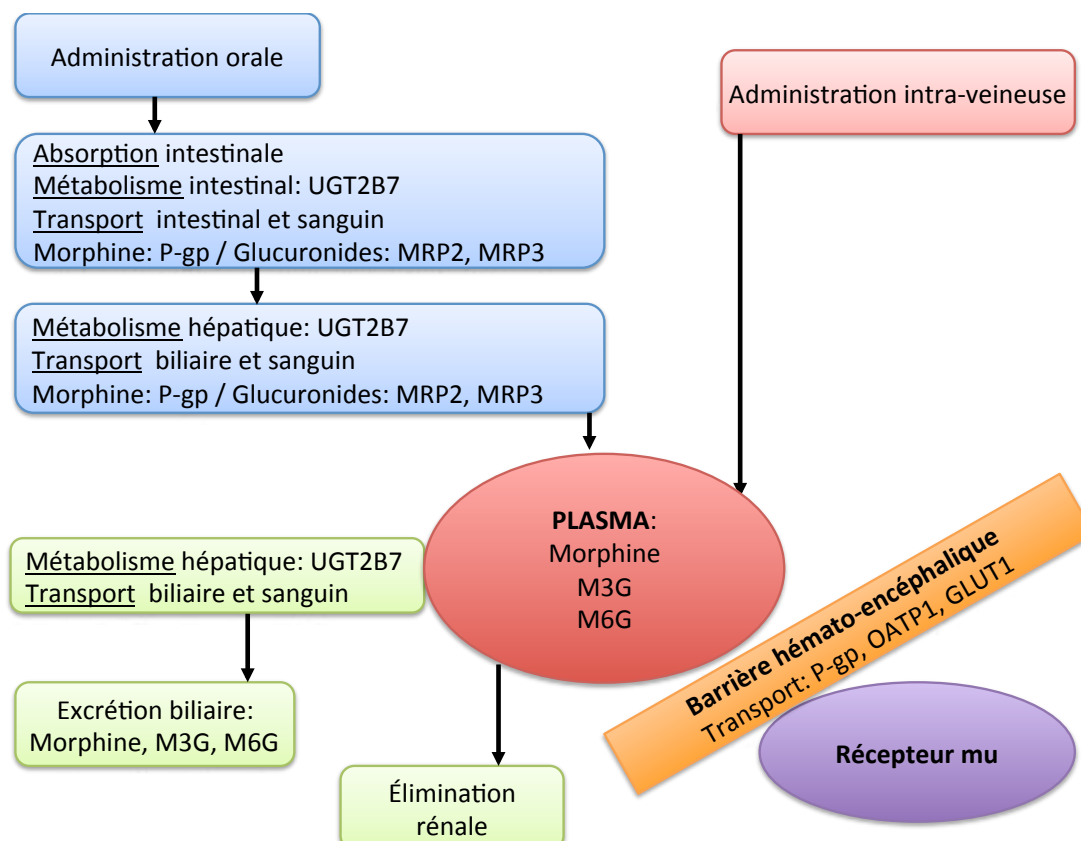 Administration orale
Administration intra-veineuse
Absorption intestinale
Métabolisme intestinal: UGT2B7
Transport intestinal et sanguin
Morphine: P-gp / Glucuronides: MRP2, MRP3
Métabolisme hépatique: UGT2B7
Transport biliaire et sanguin
Morphine: P-gp / Glucuronides: MRP2, MRP3
PLASMA:
Morphine
M3G
M6G
Métabolisme hépatique: UGT2B7
Transport biliaire et sanguin
Barrière hémato-encéphalique
Transport: P-gp, OATP1, GLUT1
Excrétion biliaire:
Morphine, M3G, M6G
Récepteur mu
Élimination
rénale